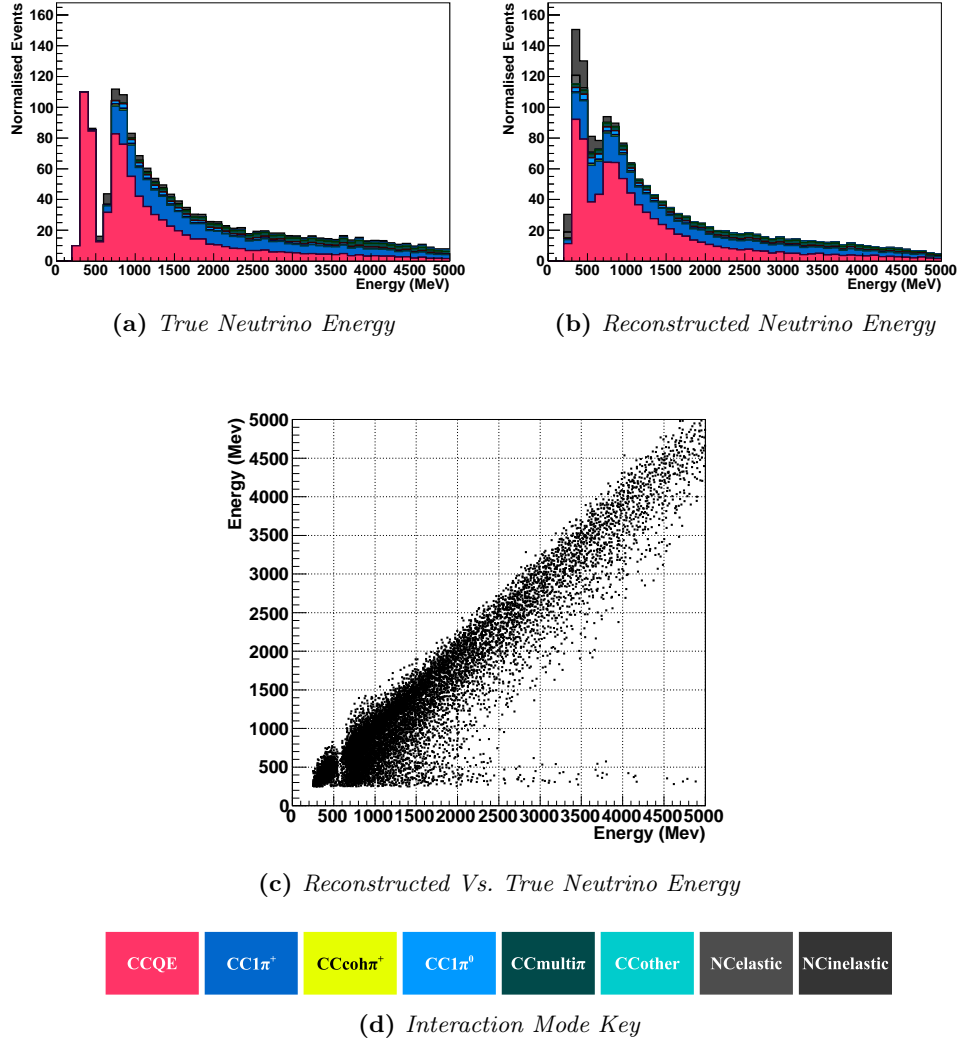 Normalised Events
160
140
120
100
80
60
40
20
0
0 500 1000 1500 2000 2500 3000 3500 4000 4500 5000
Energy (MeV)
(a) True Neutrino Energy
Normalised Events
160
140
120
100
80
60
40
20
0
0 500 1000 1500 2000 2500 3000 3500 4000 4500 5000
Energy (MeV)
(b) Reconstructed Neutrino Energy
Energy (Mev)
5000
4500
4000
3500
3000
2500
2000
1500
1000
500
0
0 500 1000 1500 2000 2500 3000 3500 4000 4500 5000
Energy (Mev)
(c) Reconstructed Vs. True Neutrino Energy
CCQE CC1π⁺ CCcohπ⁺ CC1π⁰ CCmultiπ CCother NCelastic NCinelastic
(d) Interaction Mode Key